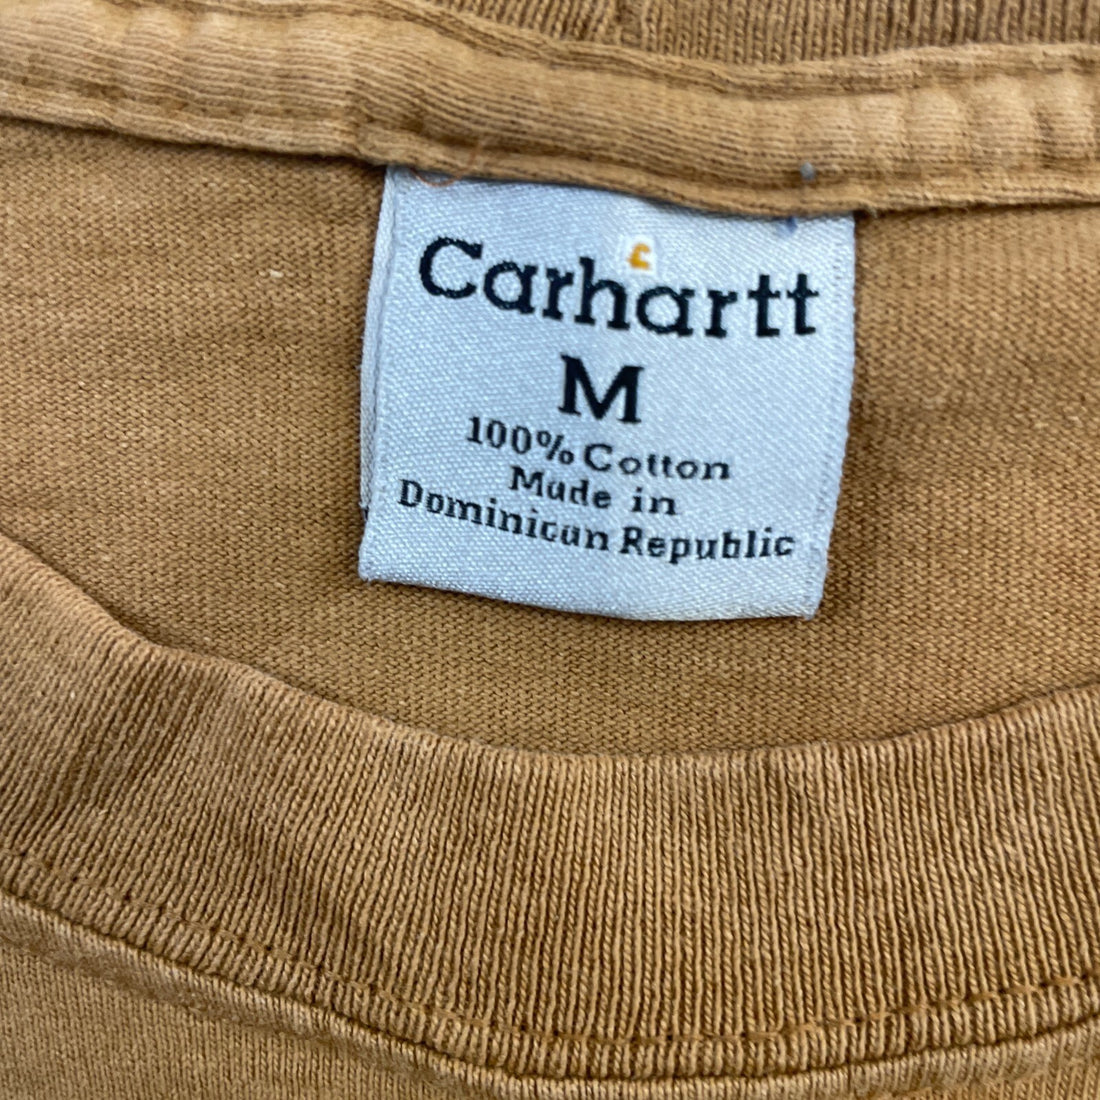 Carhartt
M
100% Cotton
Made in
Dominican Republic